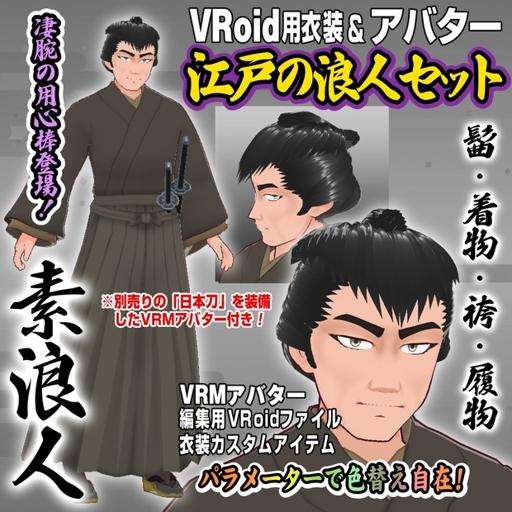 VRoid用衣装&アバター
江戸の浪人セット
凄腕の用心棒登場！
髷・着物・袴・履物
※別売りの「日本刀」を装備
したVRMアバター付き！
素浪人
VRMアバター
編集用VRoidファイル
衣装カスタムアイテム
パラメーターで色替え自在!